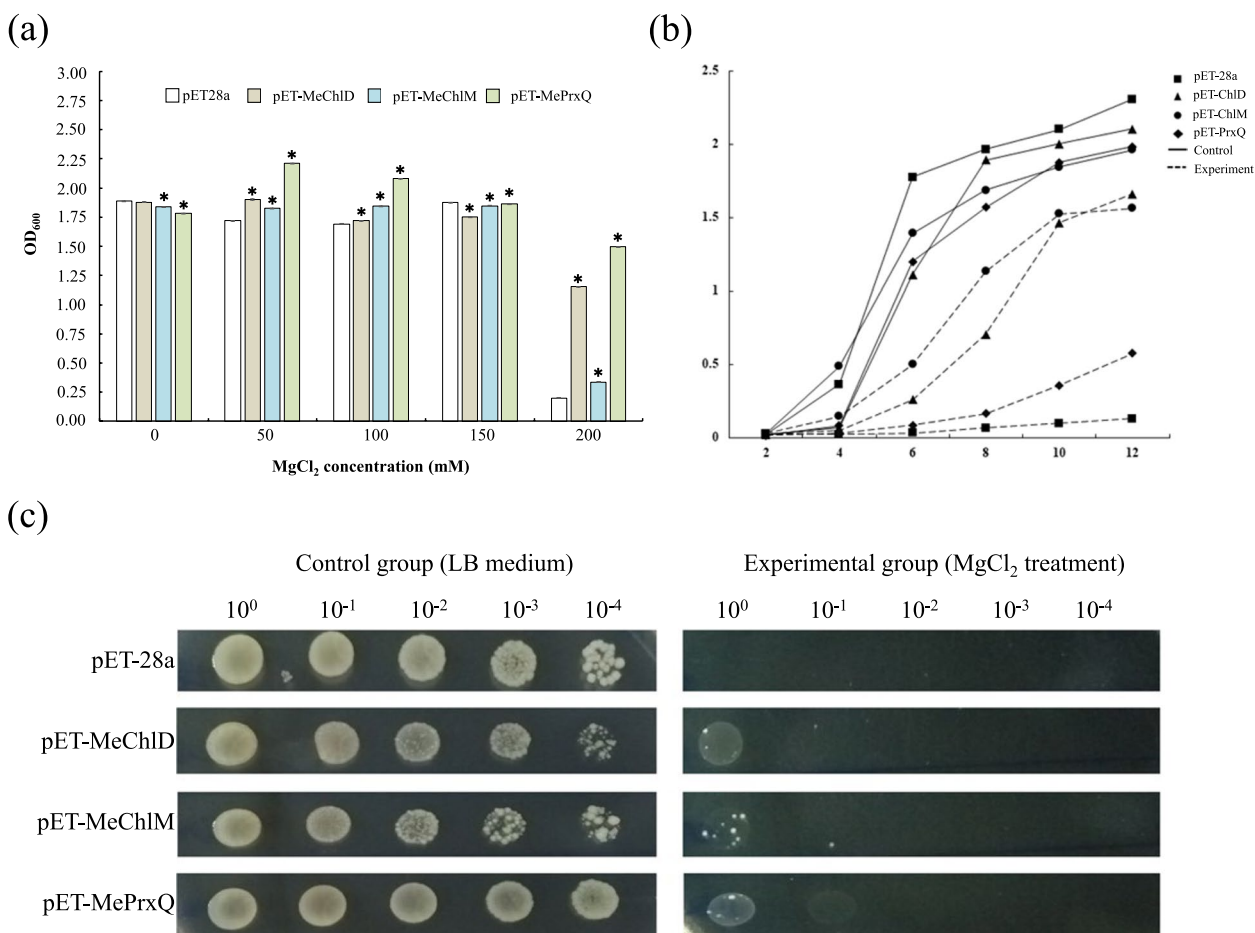 (a)
3.00
2.75
2.50
2.25
2.00
1.75
1.50
1.25
1.00
0.75
0.50
0.25
0.00
OD600
pET28a pET-MeChlD pET-MeChlM pET-MePrxQ
* * * * * * * * * * * * * *
0 50 100 150 200
MgCl2 concentration (mM)
(b)
2.5
2
1.5
1
0.5
0
2 4 6 8 10 12
pET-28a
pET-ChlD
pET-ChlM
pET-PrxQ
Control
Experiment
(c)
Control group (LB medium) Experimental group (MgCl2 treatment)
10^0 10^-1 10^-2 10^-3 10^-4 10^0 10^-1 10^-2 10^-3 10^-4
pET-28a
pET-MeChlD
pET-MeChlM
pET-MePrxQ